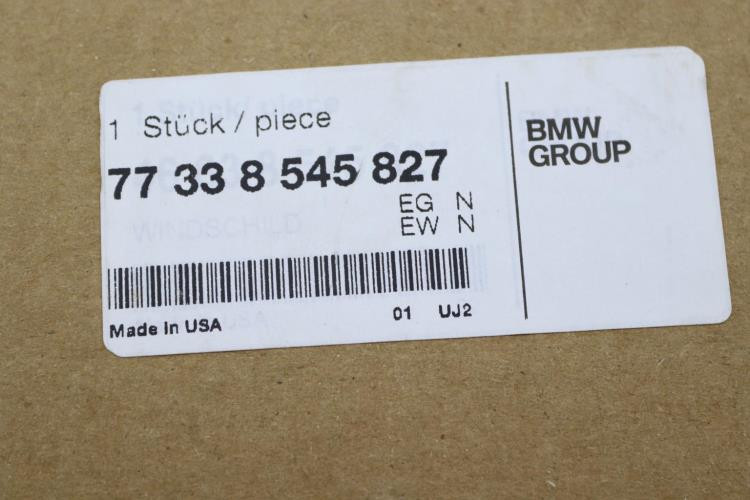 1 Stück / piece
77 33 8 545 827
EG N
EW N
Made in USA
01 UJ2
BMW
GROUP
WINDSCHILD